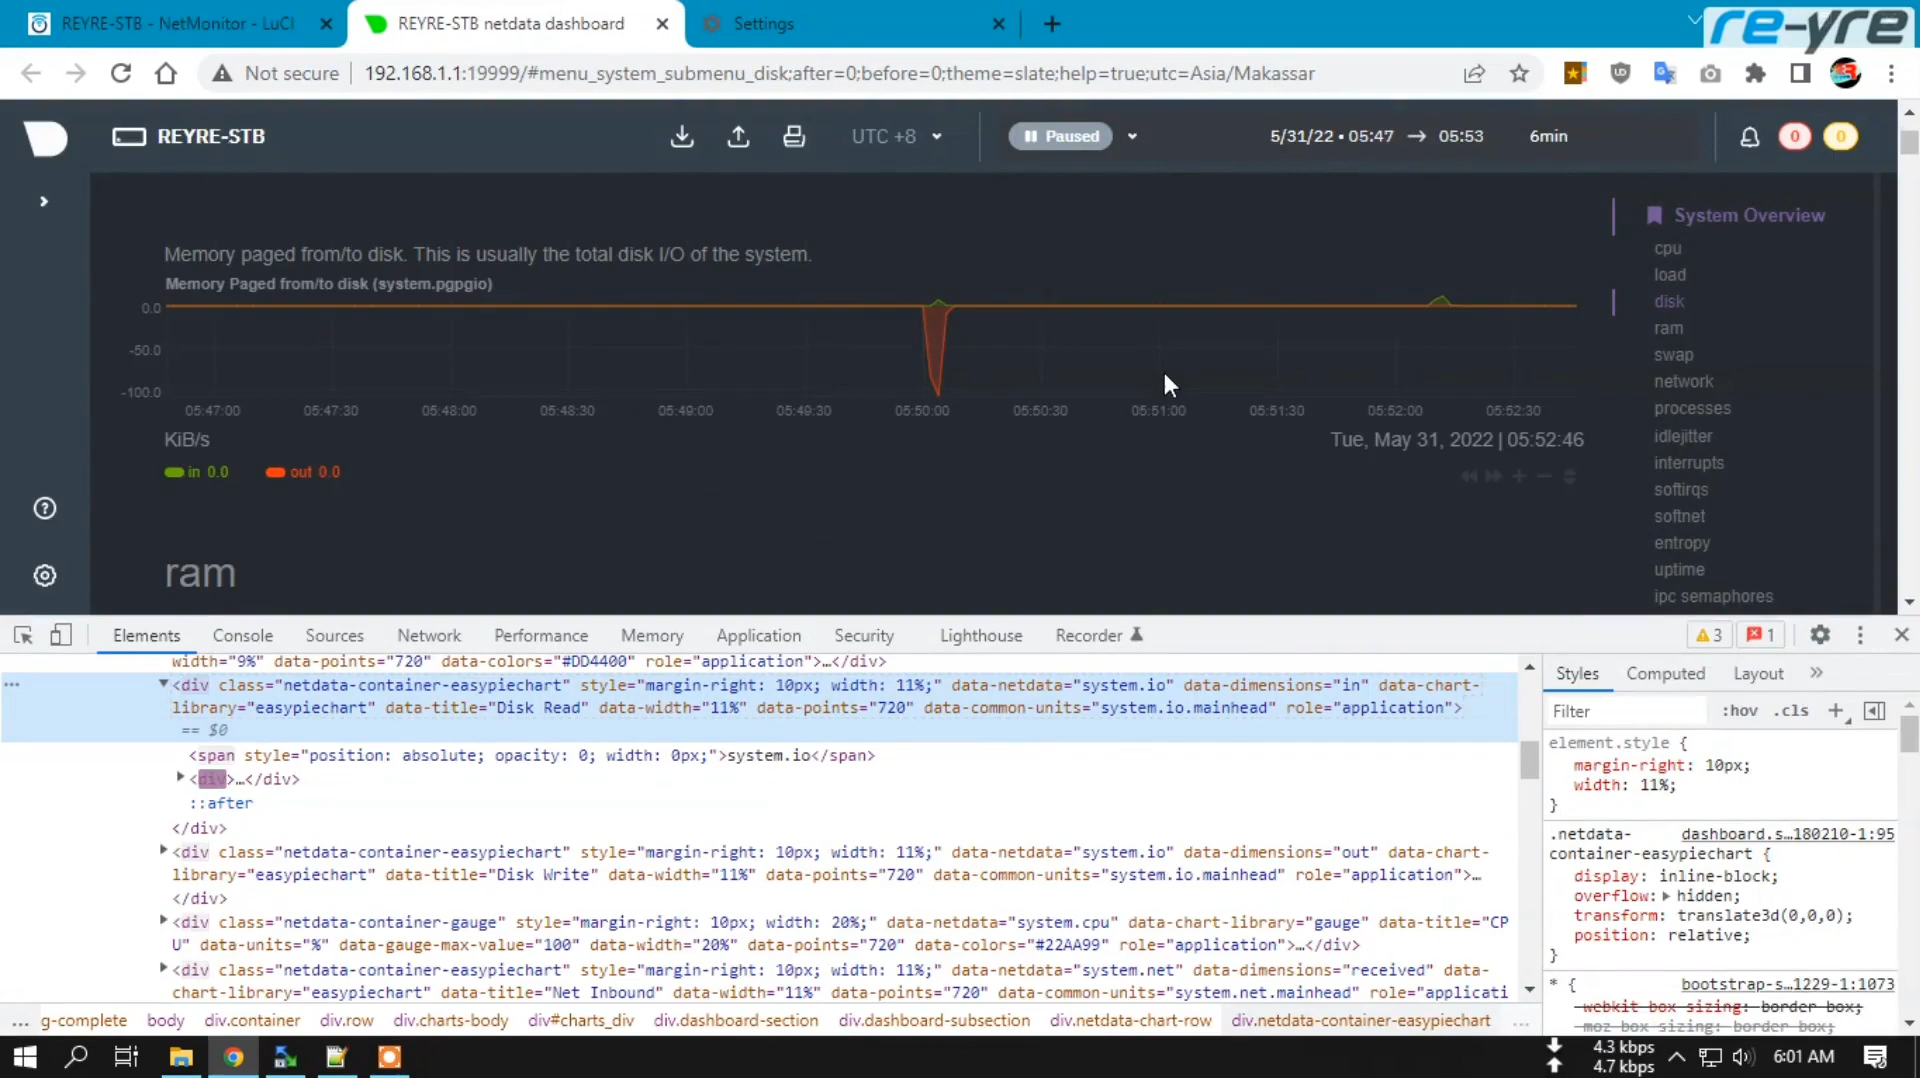 REYRE-STB - NetMonitor - LuCI
REYRE-STB netdata dashboard
Settings
re-yre
Not secure
192.168.1.1:19999/#menu_system_submenu_disk;after=0;before=0;theme=slate;help=true;utc=Asia/Makassar
REYRE-STB
UTC +8
Paused
5/31/22 • 05:47 → 05:53
6min
0
0
Memory paged from/to disk. This is usually the total disk I/O of the system.
Memory Paged from/to disk (system.pgpgio)
0.0
-50.0
-100.0
05:47:00
05:47:30
05:48:00
05:48:30
05:49:00
05:49:30
05:50:00
05:50:30
05:51:00
05:51:30
05:52:00
05:52:30
KiB/s
Tue, May 31, 2022 | 05:52:46
in 0.0
out 0.0
ram
System Overview
cpu
load
disk
ram
swap
network
processes
idlejitter
interrupts
softirqs
softnet
entropy
uptime
ipc semaphores
Elements
Console
Sources
Network
Performance
Memory
Application
Security
Lighthouse
Recorder
3
1
width="9%" data-points="720" data-colors="#DD4400" role="application">…</div>
<div class="netdata-container-easypiechart" style="margin-right: 10px; width: 11%;" data-netdata="system.io" data-dimensions="in" data-chart-
library="easypiechart" data-title="Disk Read" data-width="11%" data-points="720" data-common-units="system.io.mainhead" role="application">
== $0
<span style="position: absolute; opacity: 0; width: 0px;">system.io</span>
<div>…</div>
::after
</div>
<div class="netdata-container-easypiechart" style="margin-right: 10px; width: 11%;" data-netdata="system.io" data-dimensions="out" data-chart-
library="easypiechart" data-title="Disk Write" data-width="11%" data-points="720" data-common-units="system.io.mainhead" role="application">…
</div>
<div class="netdata-container-gauge" style="margin-right: 10px; width: 20%;" data-netdata="system.cpu" data-chart-library="gauge" data-title="CP
U" data-units="%" data-gauge-max-value="100" data-width="20%" data-points="720" data-colors="#22AA99" role="application">…</div>
<div class="netdata-container-easypiechart" style="margin-right: 10px; width: 11%;" data-netdata="system.net" data-dimensions="received" data-
chart-library="easypiechart" data-title="Net Inbound" data-width="11%" data-points="720" data-common-units="system.net.mainhead" role="applicati
... g-complete body div.container div.row div.charts-body div#charts_div div.dashboard-section div.dashboard-subsection div.netdata-chart-row div.netdata-container-easypiechart ...
Styles
Computed
Layout
Filter
:hov .cls
element.style {
margin-right: 10px;
width: 11%;
}
.netdata- dashboard.s…180210-1:95
container-easypiechart {
display: inline-block;
overflow: hidden;
transform: translate3d(0,0,0);
position: relative;
}
* { bootstrap-s…1229-1:1073
-webkit-box-sizing: border-box;
-moz-box-sizing: border-box;
4.3 kbps
4.7 kbps
6:01 AM